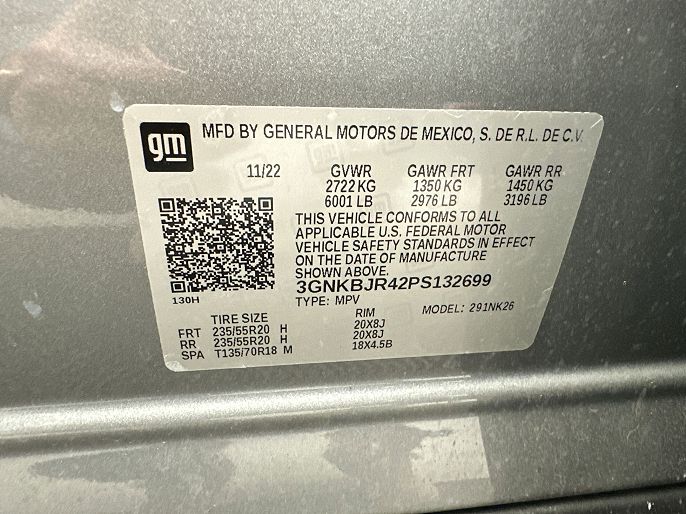 gm
MFD BY GENERAL MOTORS DE MEXICO, S. DE R.L. DE C.V.
11/22 GVWR GAWR FRT GAWR RR
2722 KG 1350 KG 1450 KG
6001 LB 2976 LB 3196 LB
THIS VEHICLE CONFORMS TO ALL
APPLICABLE U.S. FEDERAL MOTOR
VEHICLE SAFETY STANDARDS IN EFFECT
ON THE DATE OF MANUFACTURE
SHOWN ABOVE.
3GNKBJR42PS132699
130H
TYPE: MPV MODEL: 291NK26
TIRE SIZE RIM
FRT 235/55R20 H 20X8J
RR 235/55R20 H 20X8J
SPA T135/70R18 M 18X4.5B